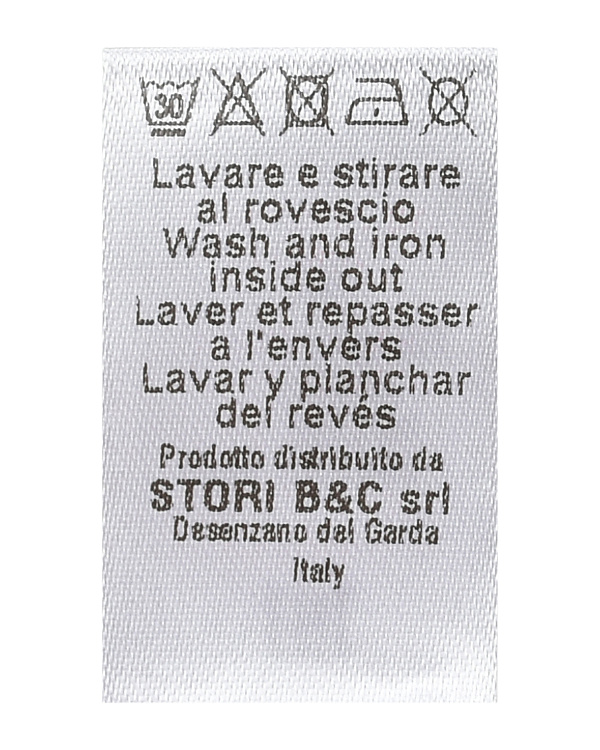 30
Lavare e stirare
al rovescio
Wash and iron
inside out
Laver et repasser
a l'envers
Lavar y planchar
del revés
Prodotto distribuito da
STORI B&C srl
Desenzano del Garda
Italy